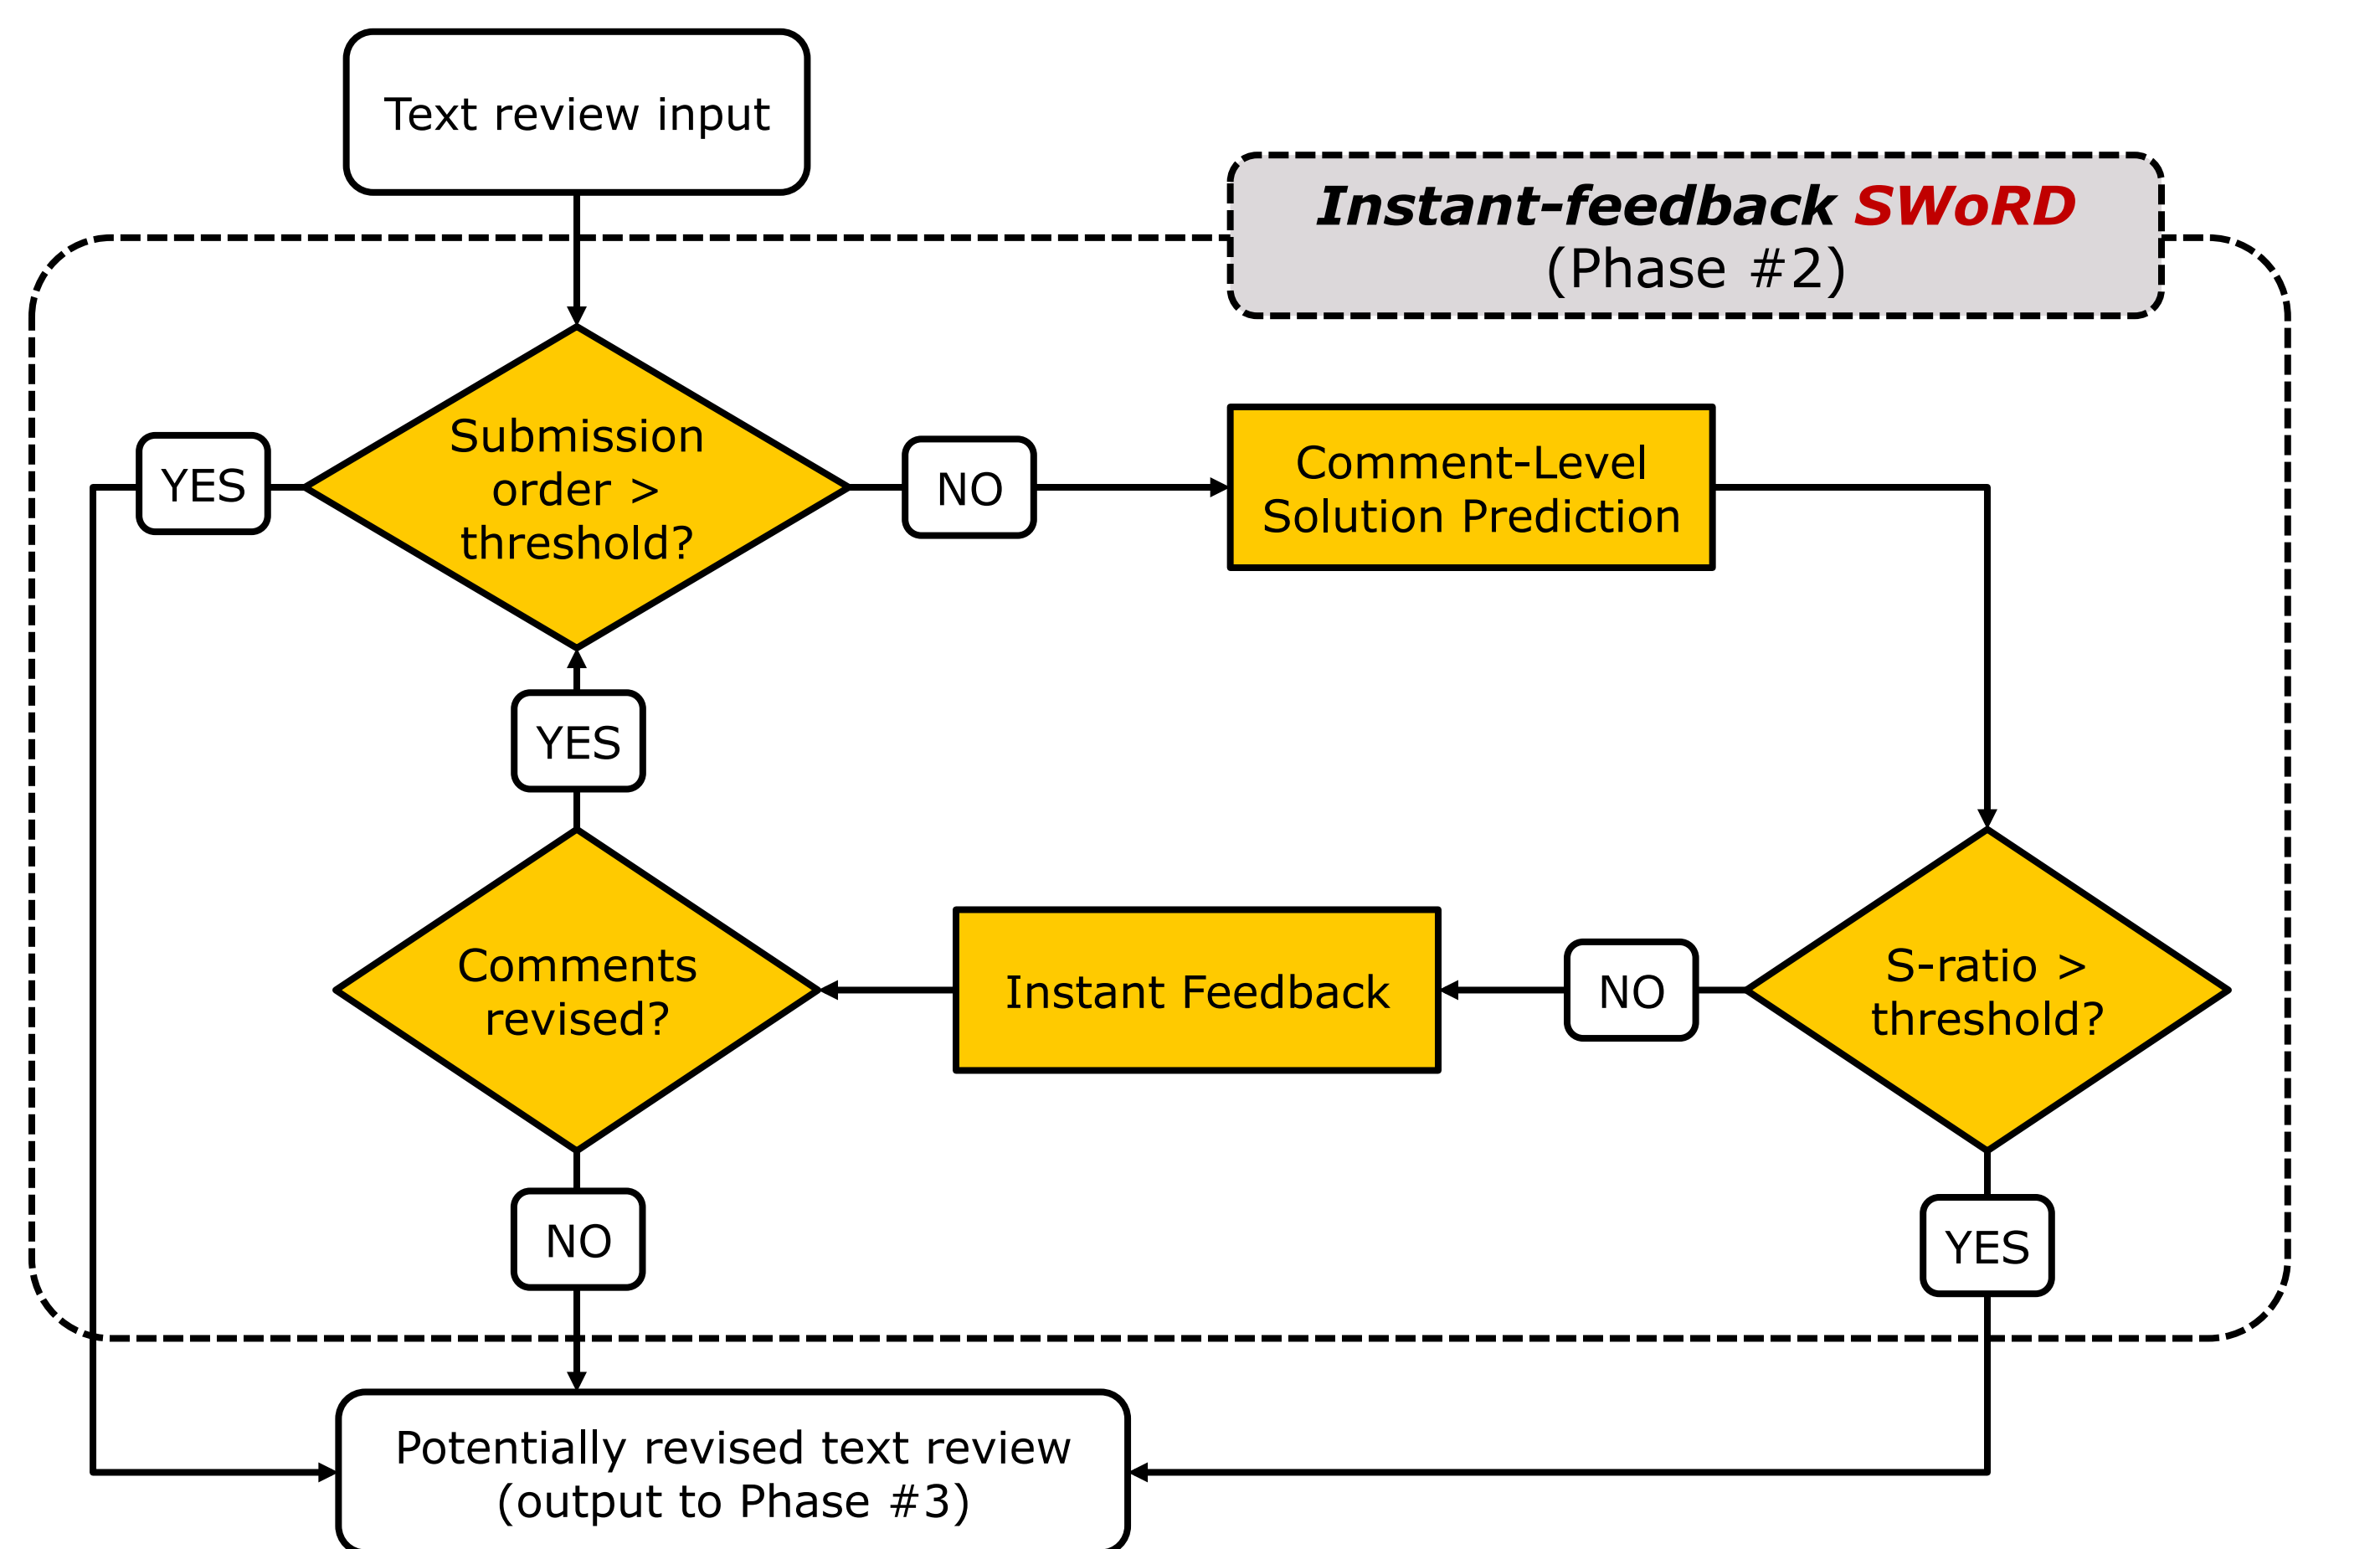 Text review input
Instant-feedback SWoRD
(Phase #2)
Submission
order >
threshold?
YES
NO
Comment-Level
Solution Prediction
YES
Comments
revised?
Instant Feedback
NO
S-ratio >
threshold?
NO
YES
Potentially revised text review
(output to Phase #3)